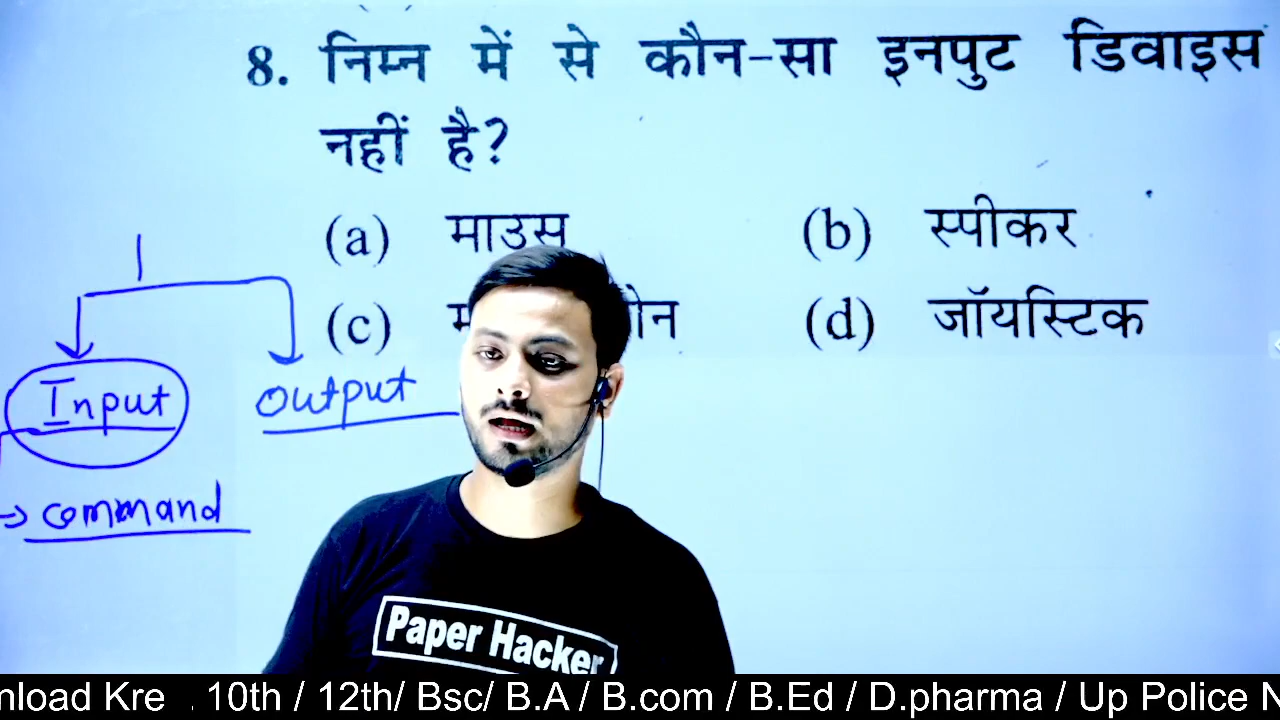 8. निम्न में से कौन-सा इनपुट डिवाइस
नहीं है?
(a) माउस (b) स्पीकर
(c) (d) जॉयस्टिक
Input output
→ command
Paper Hacker
10th / 12th/ Bsc/ B.A / B.com / B.Ed / D.pharma / Up Police